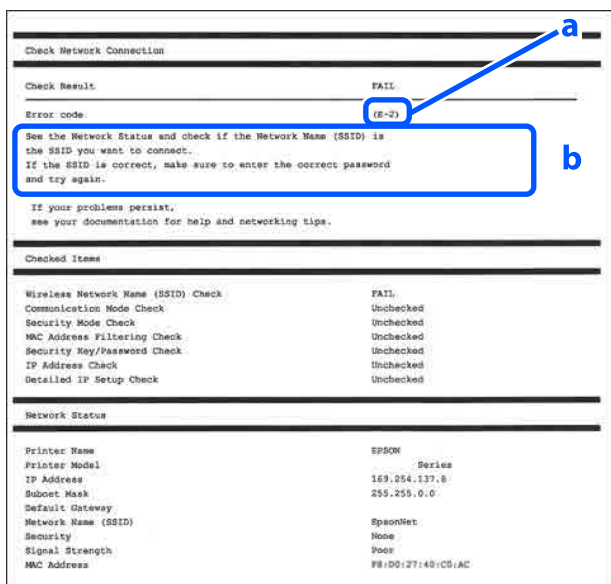 a
Check Network Connection
Check Result FAIL
Error code (E-2)
See the Network Status and check if the Network Name (SSID) is
the SSID you want to connect.
If the SSID is correct, make sure to enter the correct password
and try again.
b
If your problems persist,
see your documentation for help and networking tips.
Checked Items
Wireless Network Name (SSID) Check FAIL
Communication Mode Check Unchecked
Security Mode Check Unchecked
MAC Address Filtering Check Unchecked
Security Key/Password Check Unchecked
IP Address Check Unchecked
Detailed IP Setup Check Unchecked
Network Status
Printer Name EPSON
Printer Model Series
IP Address 169.254.137.8
Subnet Mask 255.255.0.0
Default Gateway
Network Name (SSID) EpsonNet
Security None
Signal Strength Poor
MAC Address F8:D0:27:40:C5:AC